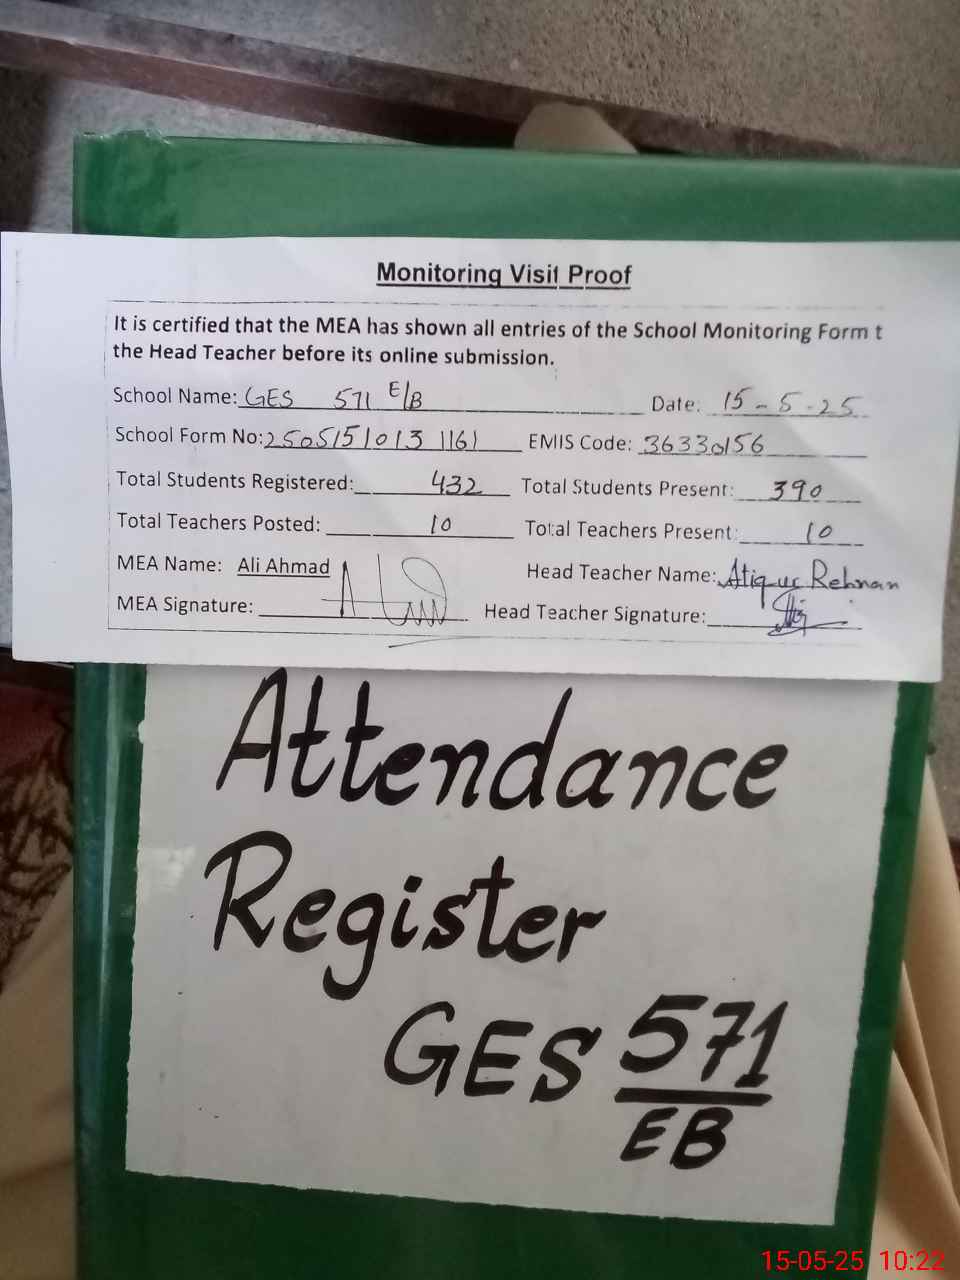 Monitoring Visit Proof
It is certified that the MEA has shown all entries of the School Monitoring Form t
the Head Teacher before its online submission.
School Name: GES 571 E/B Date: 15-5-25
School Form No: 2505151013 1161 EMIS Code: 36330156
Total Students Registered: 432 Total Students Present: 390
Total Teachers Posted: 10 Total Teachers Present: 10
MEA Name: Ali Ahmad Head Teacher Name: Atiq ur Rehman
MEA Signature: Head Teacher Signature:
Attendance
Register
GES 571
EB
15-05-25 10:22